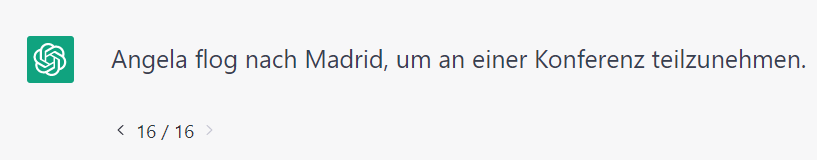 Angela flog nach Madrid, um an einer Konferenz teilzunehmen.
< 16 / 16 >